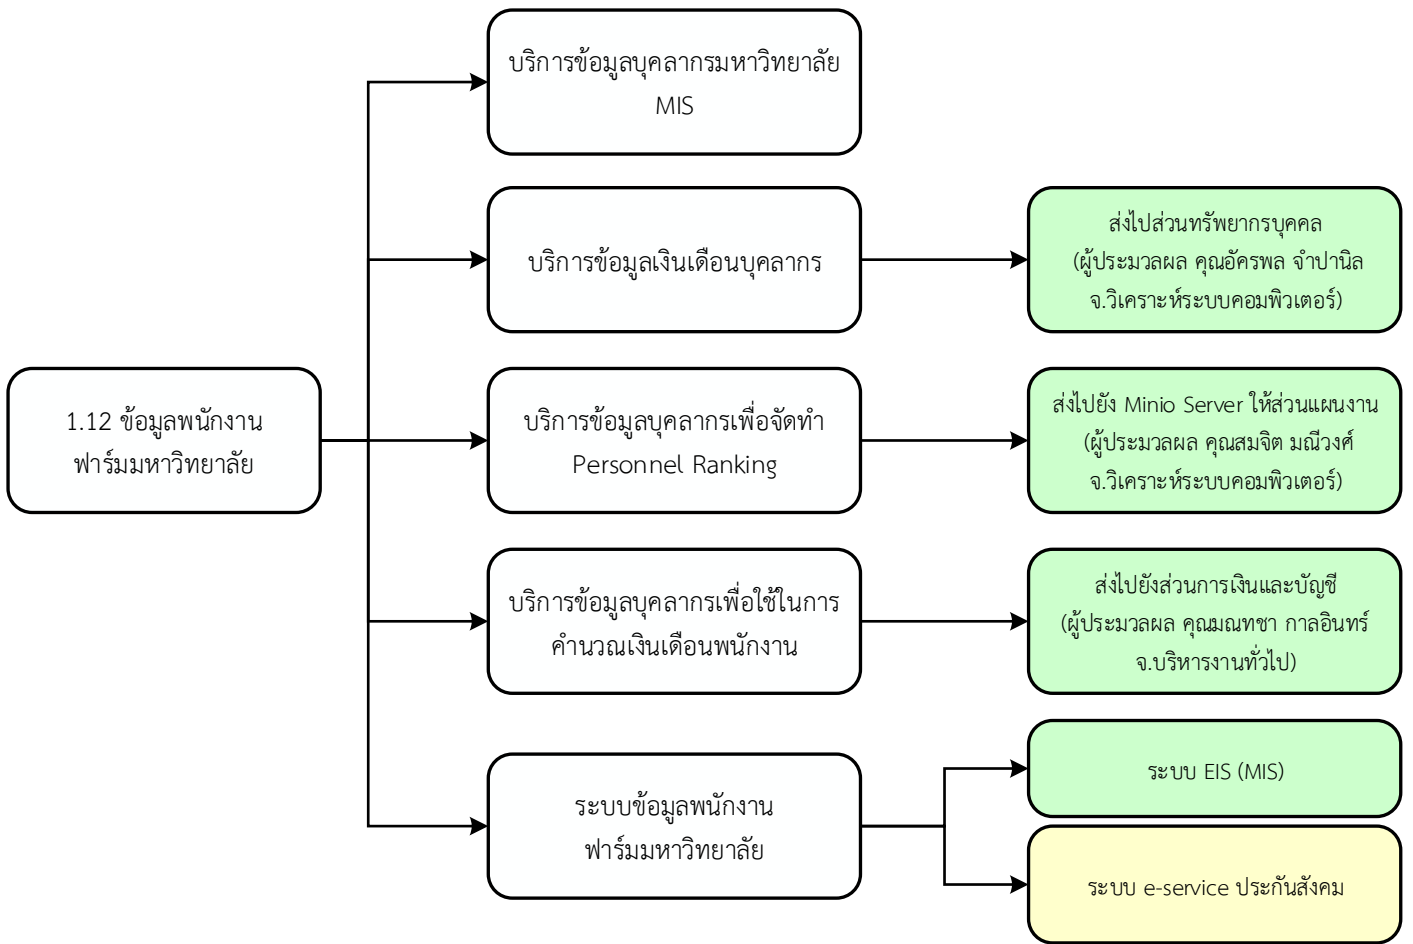 บริการข้อมูลบุคลากรมหาวิทยาลัย
MIS
บริการข้อมูลเงินเดือนบุคลากร
ส่งไปส่วนทรัพยากรบุคคล
(ผู้ประมวลผล คุณอัครพล จำปานิล
จ.วิเคราะห์ระบบคอมพิวเตอร์)
1.12 ข้อมูลพนักงาน
ฟาร์มมหาวิทยาลัย
บริการข้อมูลบุคลากรเพื่อจัดทำ
Personnel Ranking
ส่งไปยัง Minio Server ให้ส่วนแผนงาน
(ผู้ประมวลผล คุณสมจิต มณีวงศ์
จ.วิเคราะห์ระบบคอมพิวเตอร์)
บริการข้อมูลบุคลากรเพื่อใช้ในการ
คำนวณเงินเดือนพนักงาน
ส่งไปยังส่วนการเงินและบัญชี
(ผู้ประมวลผล คุณมณทชา กาลอินทร์
จ.บริหารงานทั่วไป)
ระบบข้อมูลพนักงาน
ฟาร์มมหาวิทยาลัย
ระบบ EIS (MIS)
ระบบ e-service ประกันสังคม